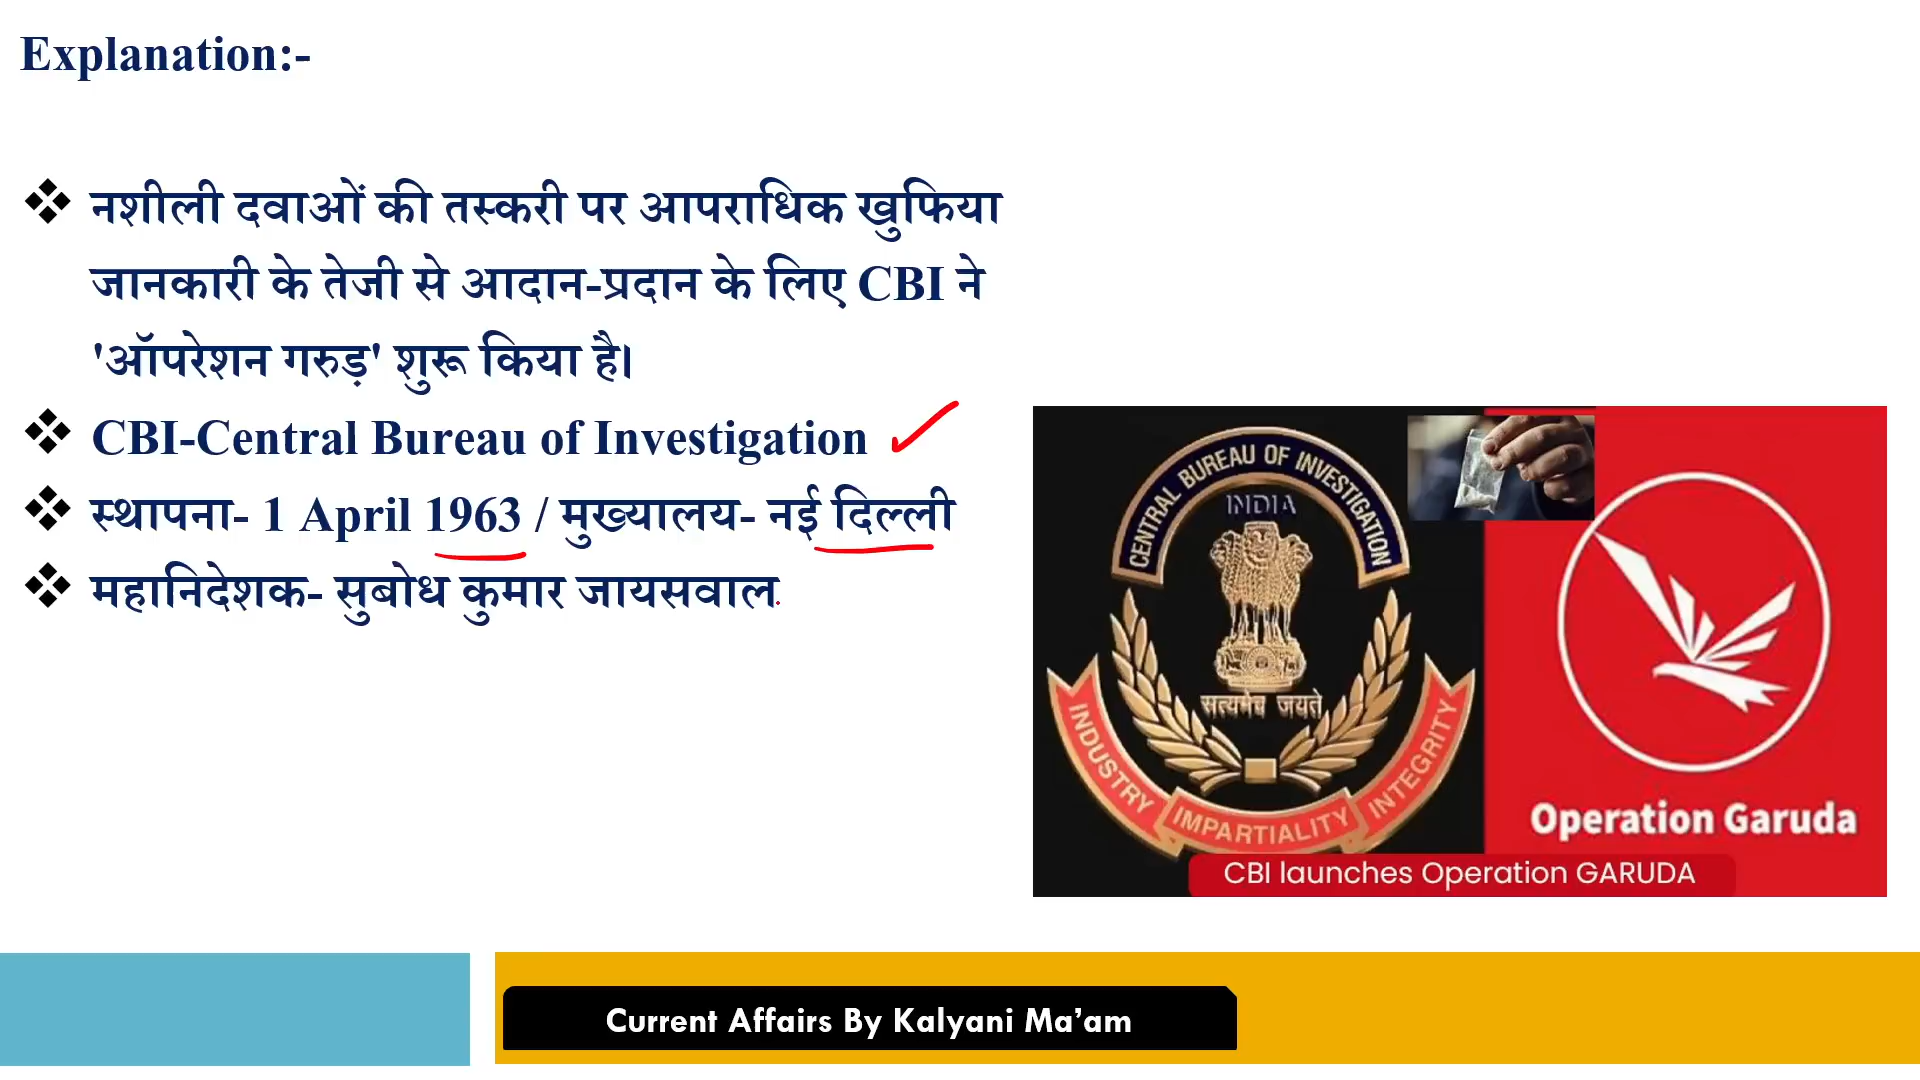 Explanation:-
❖ नशीली दवाओं की तस्करी पर आपराधिक खुफिया
जानकारी के तेजी से आदान-प्रदान के लिए CBI ने
'ऑपरेशन गरुड़' शुरू किया है।
❖ CBI-Central Bureau of Investigation
❖ स्थापना- 1 April 1963 / मुख्यालय- नई दिल्ली
❖ महानिदेशक- सुबोध कुमार जायसवाल
CENTRAL BUREAU OF INVESTIGATION
INDIA
सत्यमेव जयते
INDUSTRY IMPARTIALITY INTEGRITY
Operation Garuda
CBI launches Operation GARUDA
Current Affairs By Kalyani Ma’am